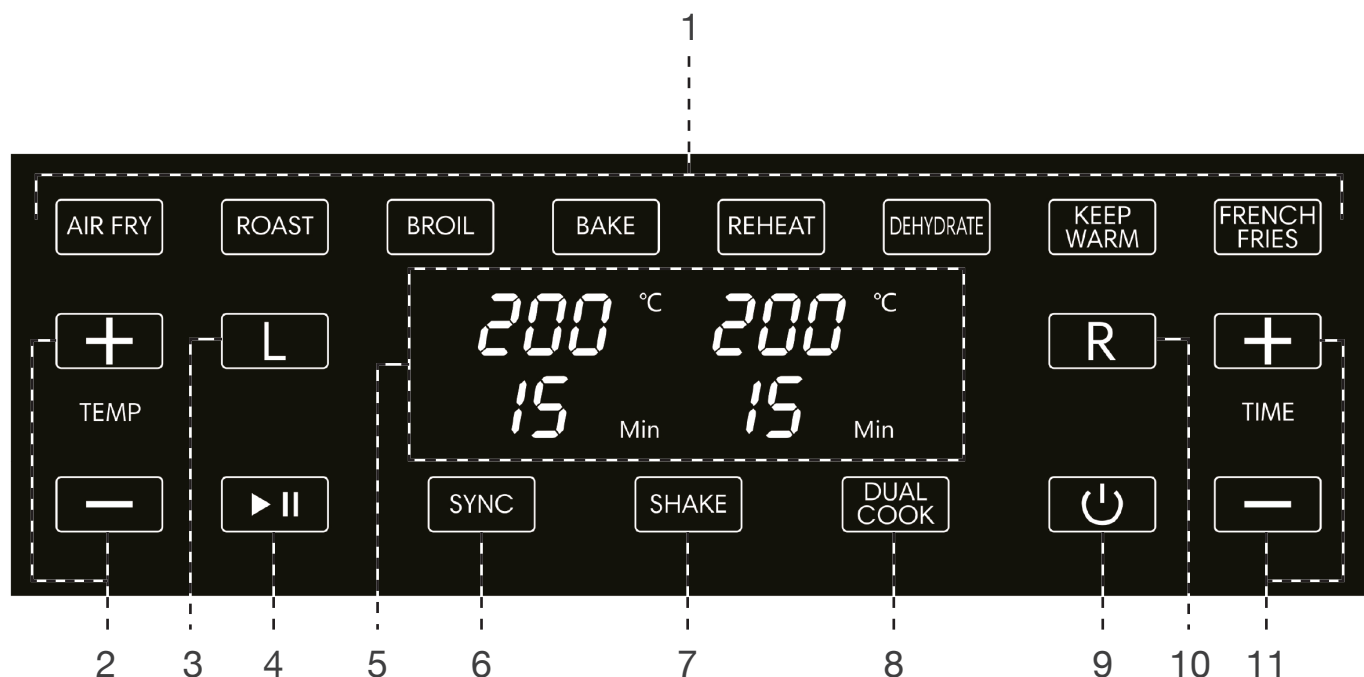 1
AIR FRY
ROAST
BROIL
BAKE
REHEAT
DEHYDRATE
KEEP
WARM
FRENCH
FRIES
TEMP
L
200 °C
15 Min
200 °C
15 Min
R
TIME
SYNC
SHAKE
DUAL
COOK
2 3 4 5 6 7 8 9 10 11